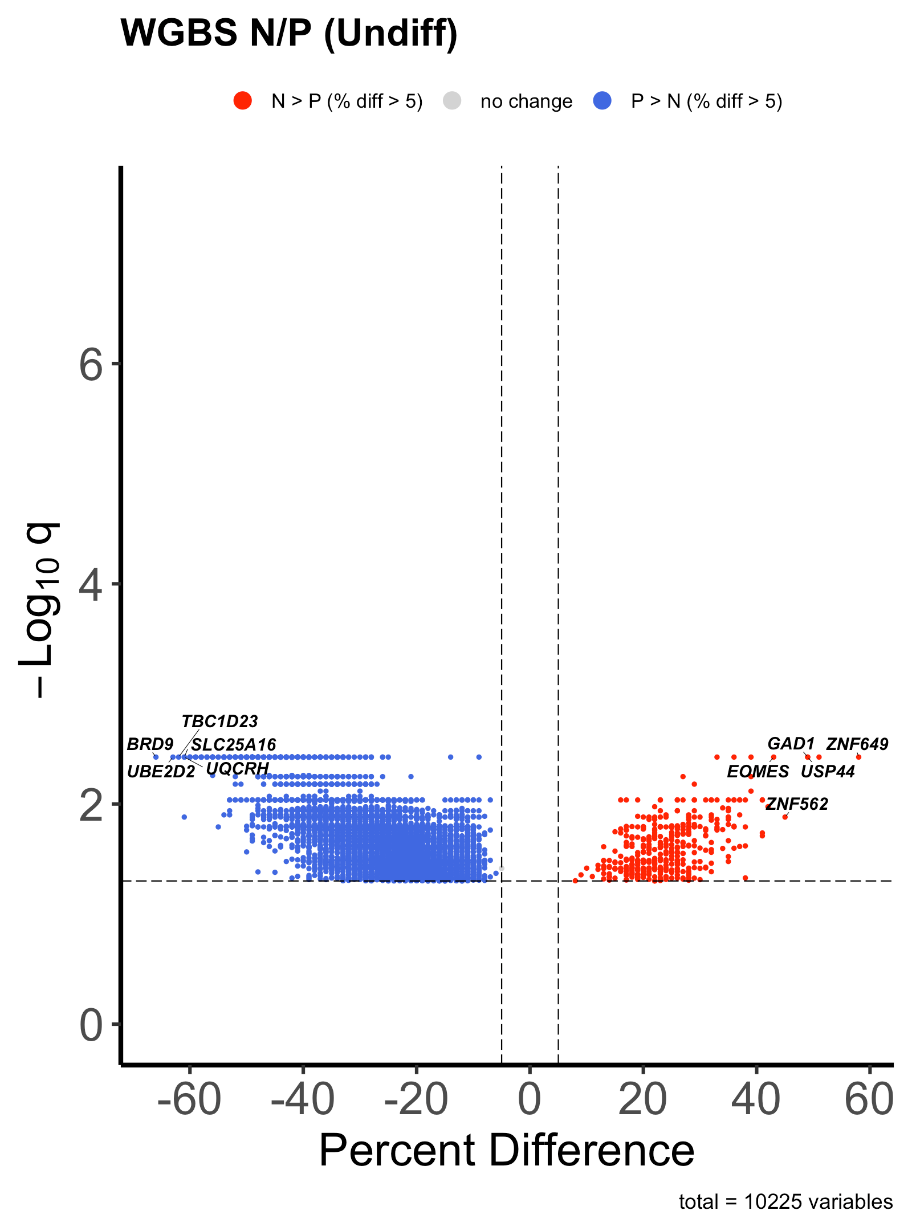 WGBS N/P (Undiff)
N > P (% diff > 5) no change P > N (% diff > 5)
6
4
2
0
– Log10 q
TBC1D23
BRD9 SLC25A16
UBE2D2 UQCRH
GAD1 ZNF649
EOMES USP44
ZNF562
-60 -40 -20 0 20 40 60
Percent Difference
total = 10225 variables